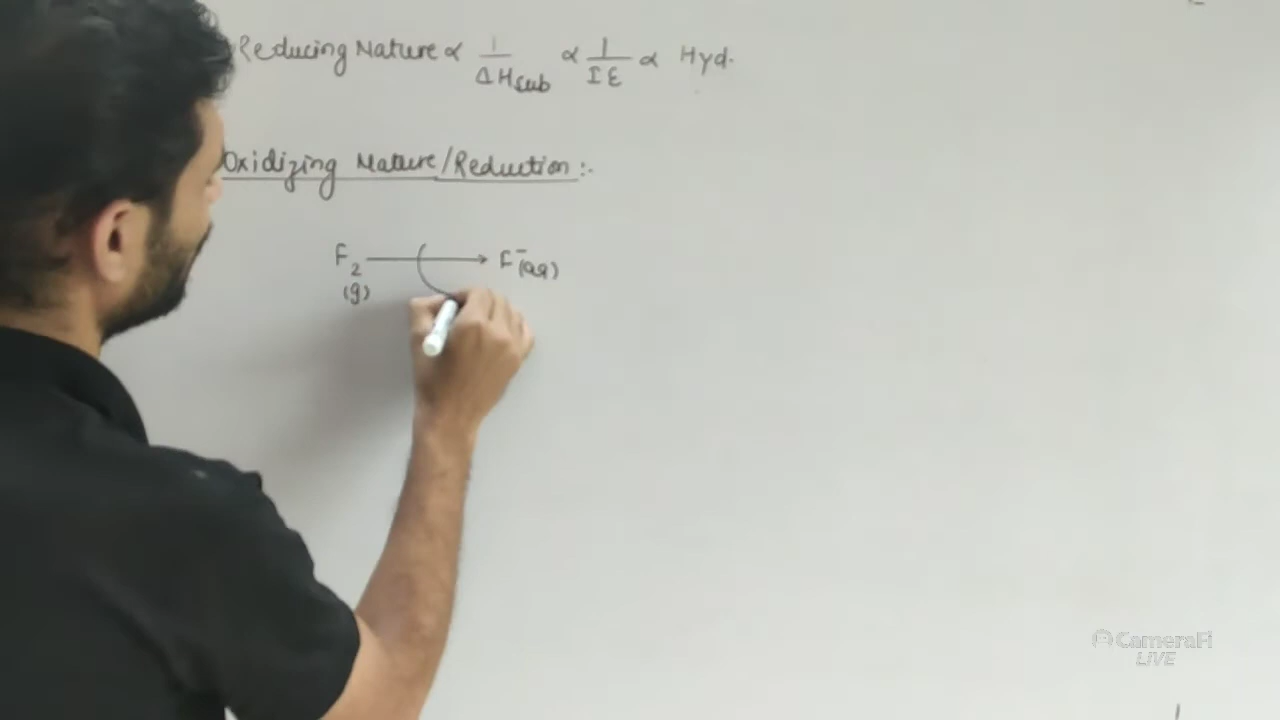 Reducing Nature ∝ 1/ΔHsub ∝ 1/IE ∝ Hyd.
Oxidizing Nature/Reduction :-
F₂ (g) ⟶ F⁻(aq)
CameraFi
LIVE